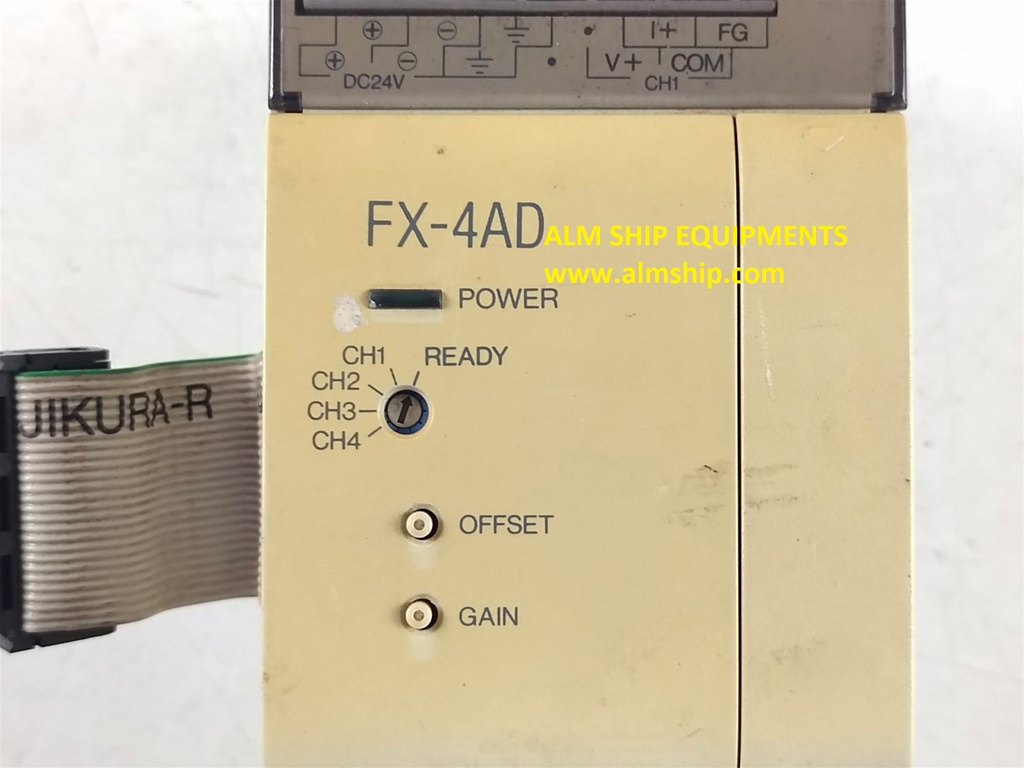 I+ FG
DC24V V+ COM
CH1
FX-4AD
ALM SHIP EQUIPMENTS
www.almship.com
POWER
CH1 READY
CH2
CH3
CH4
JIKURA-R
OFFSET
GAIN